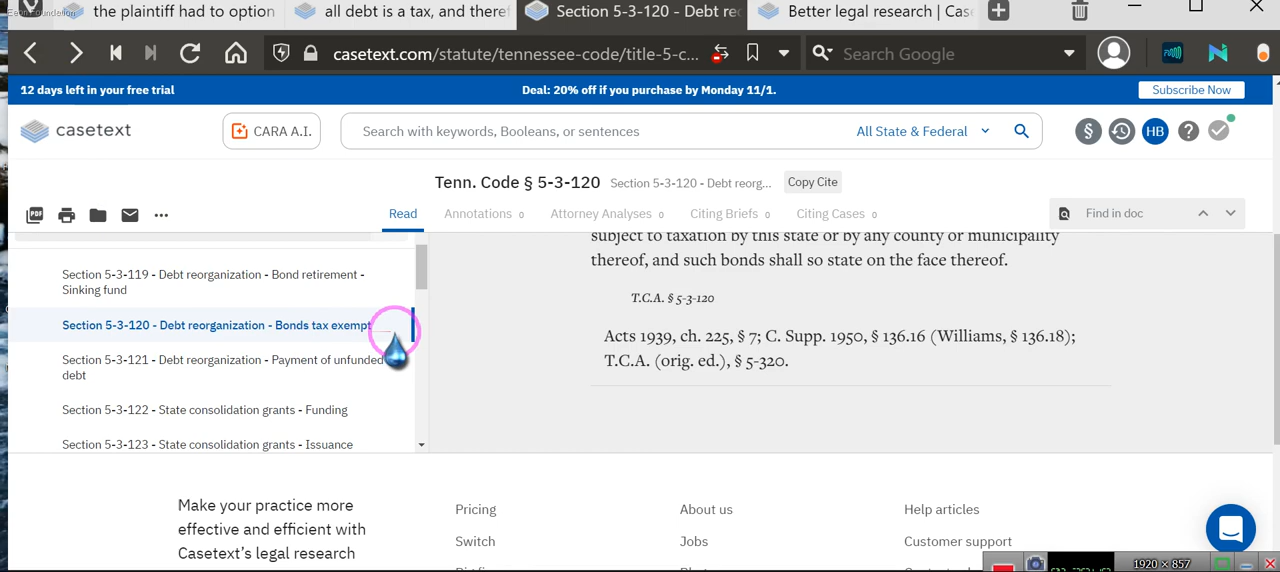 Eeon Foundation
the plaintiff had to option
all debt is a tax, and theref
Section 5-3-120 - Debt rec
Better legal research | Cas
casetext.com/statute/tennessee-code/title-5-c...
Search Google
12 days left in your free trial
Deal: 20% off if you purchase by Monday 11/1.
Subscribe Now
casetext
CARA A.I.
Search with keywords, Booleans, or sentences
All State & Federal
§
HB
?
Tenn. Code § 5-3-120
Section 5-3-120 - Debt reorg...
Copy Cite
PDF
Read
Annotations 0
Attorney Analyses 0
Citing Briefs 0
Citing Cases 0
Find in doc
Section 5-3-119 - Debt reorganization - Bond retirement -
Sinking fund
Section 5-3-120 - Debt reorganization - Bonds tax exempt
Section 5-3-121 - Debt reorganization - Payment of unfunded
debt
Section 5-3-122 - State consolidation grants - Funding
Section 5-3-123 - State consolidation grants - Issuance
subject to taxation by this state or by any county or municipality
thereof, and such bonds shall so state on the face thereof.
T.C.A. § 5-3-120
Acts 1939, ch. 225, § 7; C. Supp. 1950, § 136.16 (Williams, § 136.18);
T.C.A. (orig. ed.), § 5-320.
Make your practice more
effective and efficient with
Casetext's legal research
Pricing
Switch
About us
Jobs
Help articles
Customer support
1920 × 857